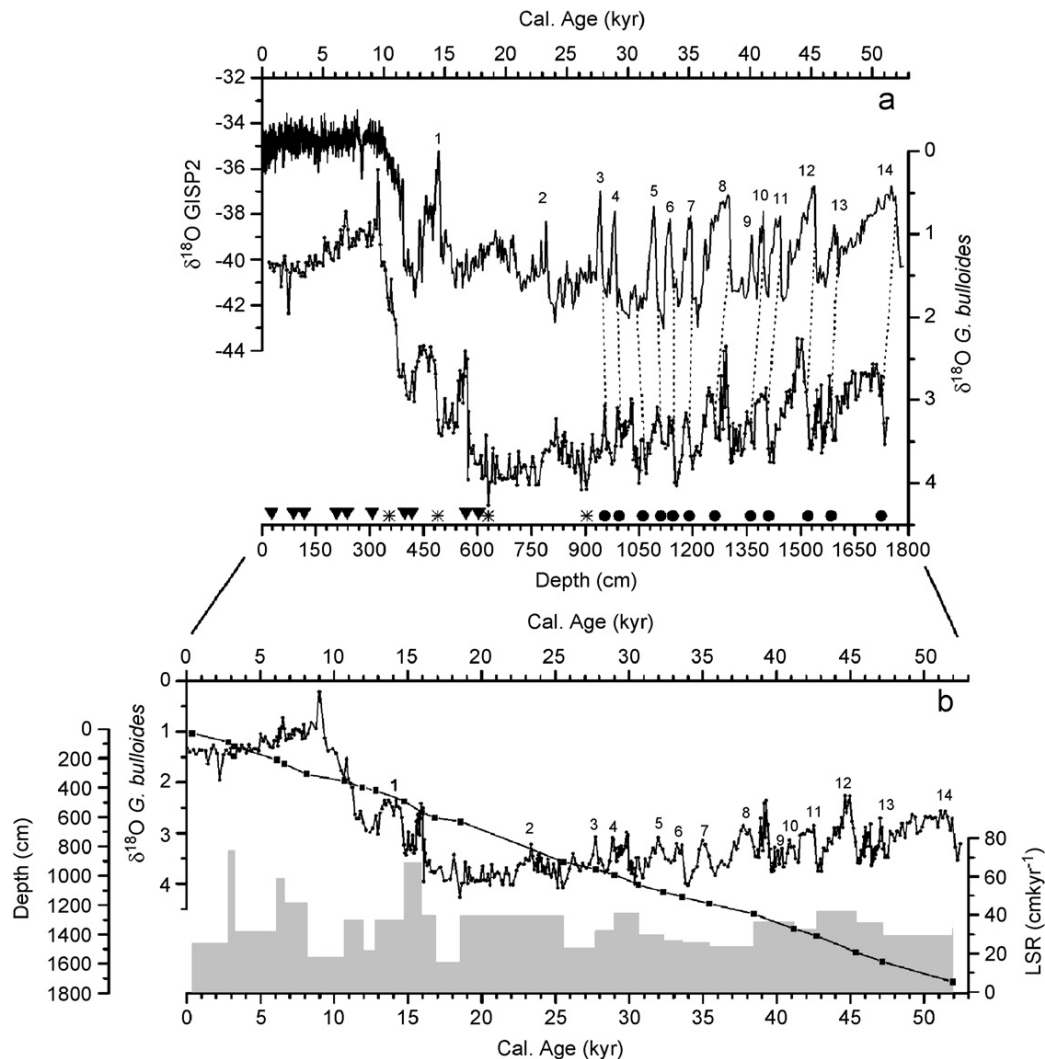 Cal. Age (kyr)
0 5 10 15 20 25 30 35 40 45 50
a
δ18O GISP2
-32
-34
-36
-38
-40
-42
-44
1 2 3 4 5 6 7 8 9 10 11 12 13 14
δ18O G. bulloides
0
1
2
3
4
0 150 300 450 600 750 900 1050 1200 1350 1500 1650 1800
Depth (cm)
Cal. Age (kyr)
0 5 10 15 20 25 30 35 40 45 50
b
Depth (cm)
0
200
400
600
800
1000
1200
1400
1600
1800
δ18O G. bulloides
0
1
2
3
4
1 2 3 4 5 6 7 8 9 10 11 12 13 14
LSR (cmkyr-1)
80
60
40
20
0
0 5 10 15 20 25 30 35 40 45 50
Cal. Age (kyr)